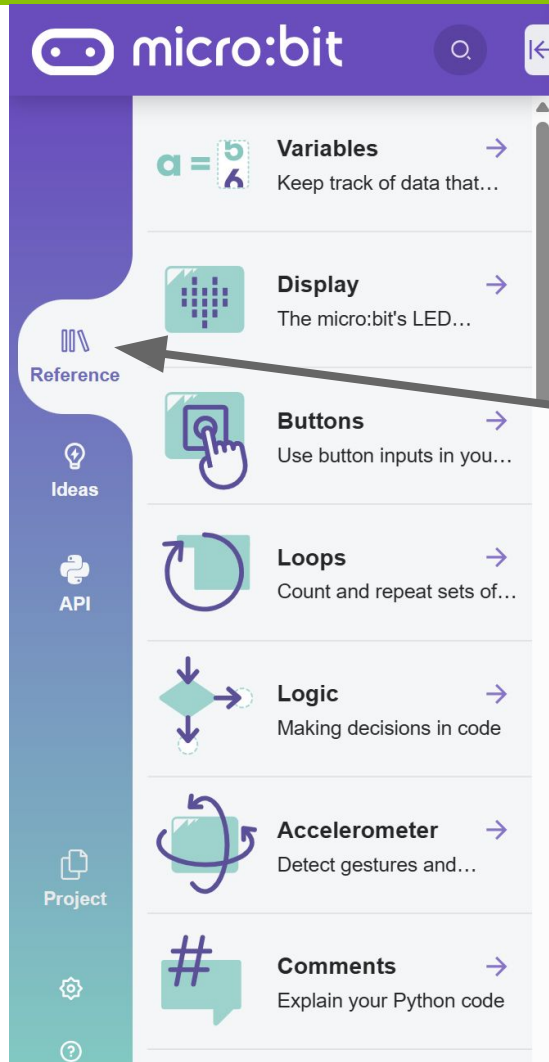 micro:bit
Reference
Ideas
API
Project
a = 5
6
Variables
Keep track of data that…
Display
The micro:bit's LED…
Buttons
Use button inputs in you…
Loops
Count and repeat sets of…
Logic
Making decisions in code
Accelerometer
Detect gestures and…
#
Comments
Explain your Python code